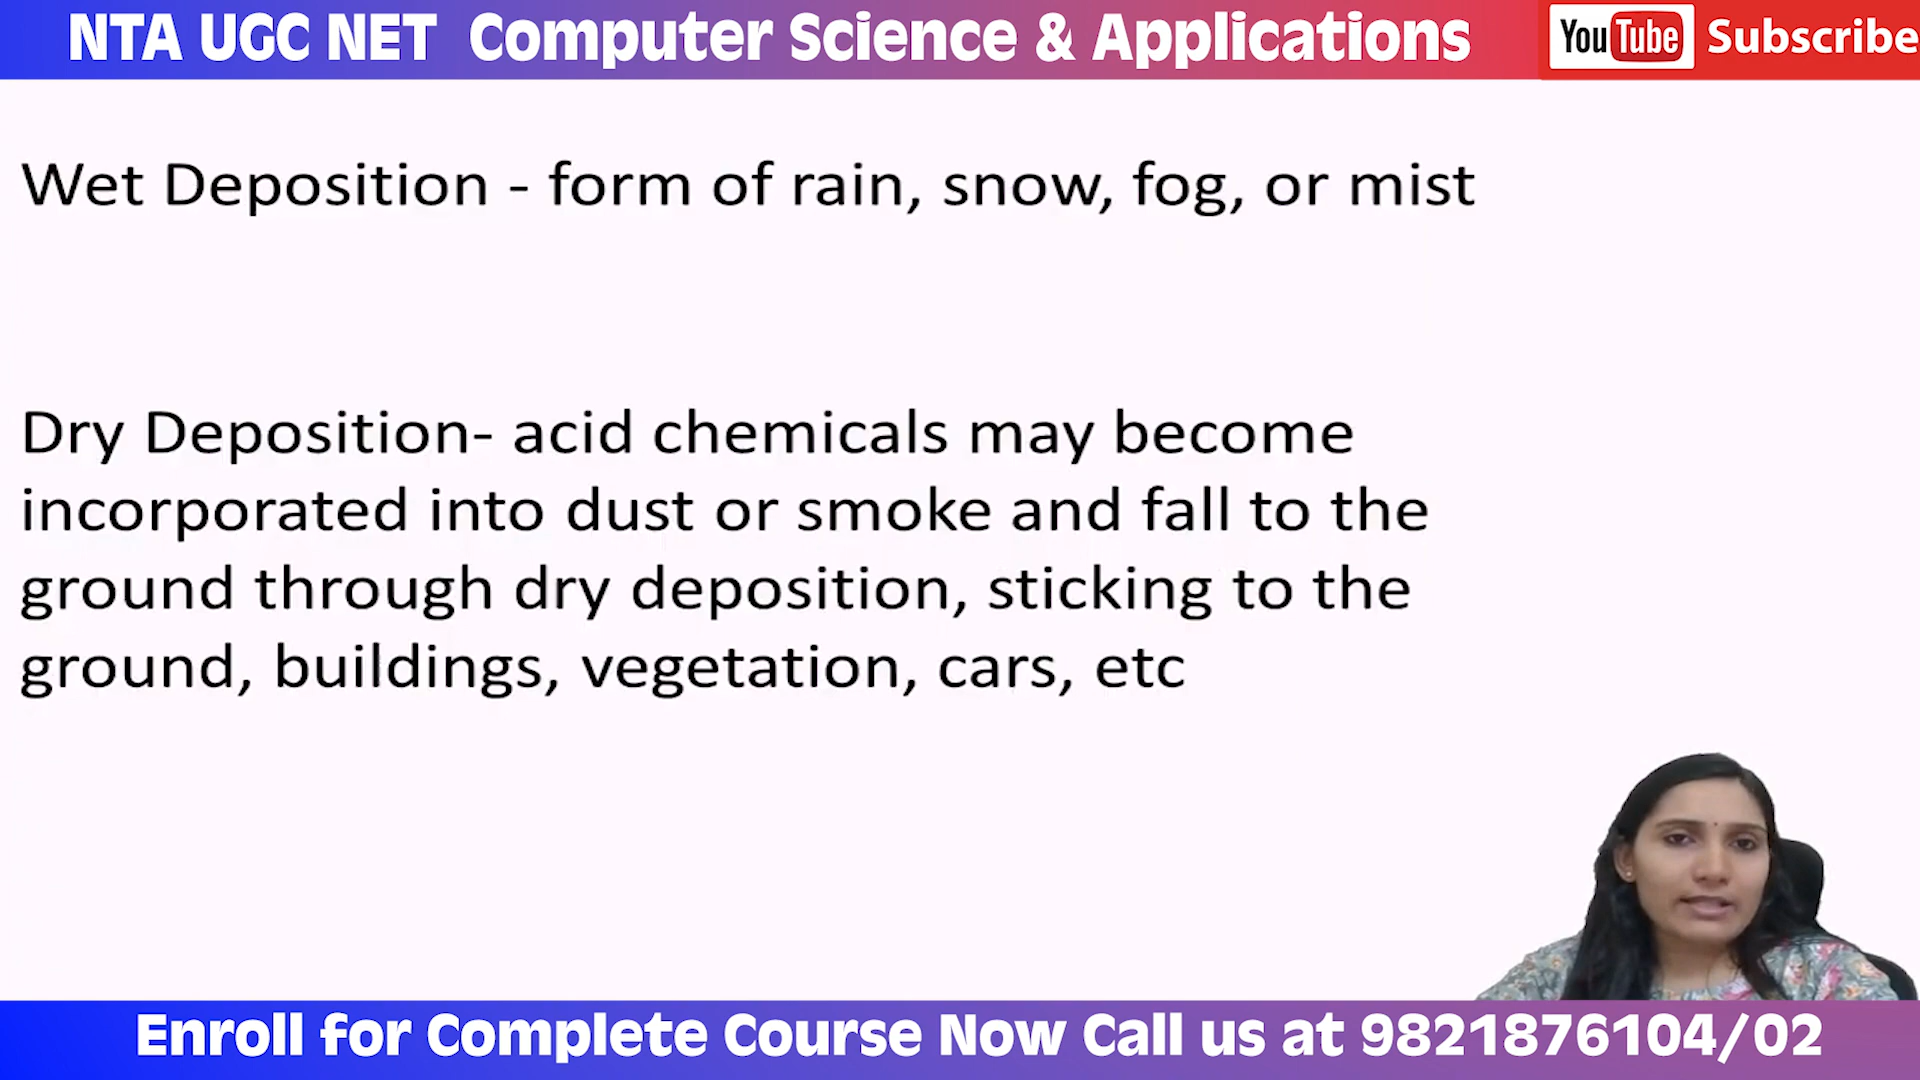 NTA UGC NET Computer Science & Applications
YouTube Subscribe
Wet Deposition - form of rain, snow, fog, or mist
Dry Deposition- acid chemicals may become
incorporated into dust or smoke and fall to the
ground through dry deposition, sticking to the
ground, buildings, vegetation, cars, etc
Enroll for Complete Course Now Call us at 9821876104/02